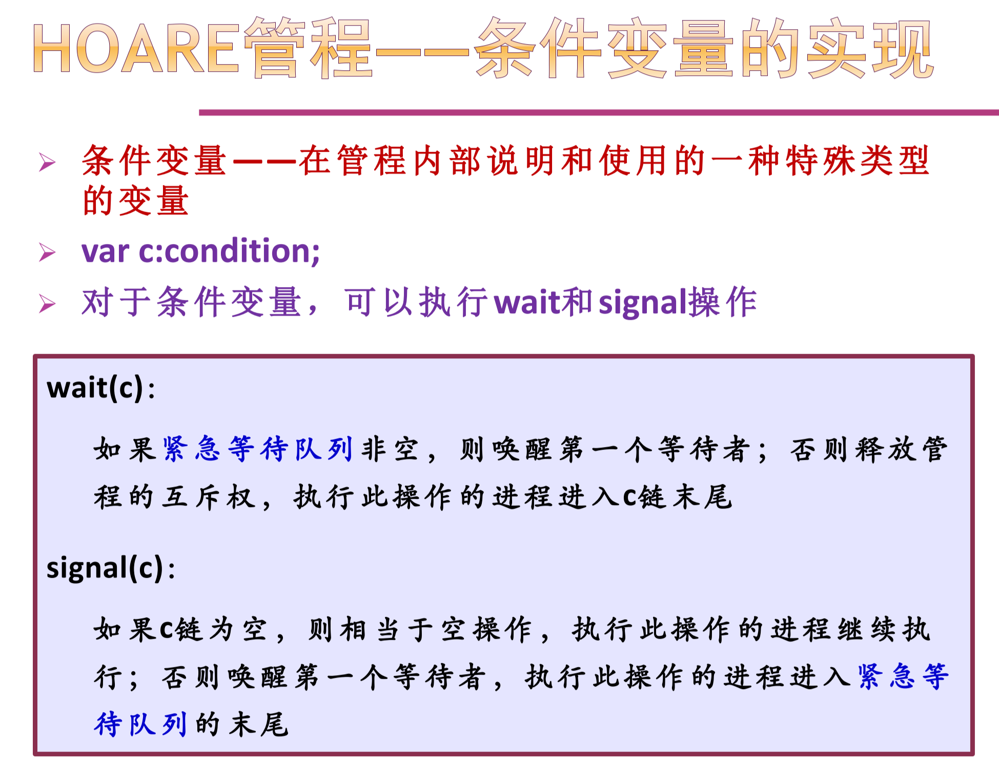 HOARE管程——条件变量的实现
条件变量——在管程内部说明和使用的一种特殊类型
的变量
var c:condition;
对于条件变量，可以执行wait和signal操作
wait(c)：
如果紧急等待队列非空，则唤醒第一个等待者；否则释放管
程的互斥权，执行此操作的进程进入c链末尾
signal(c)：
如果c链为空，则相当于空操作，执行此操作的进程继续执
行；否则唤醒第一个等待者，执行此操作的进程进入紧急等
待队列的末尾